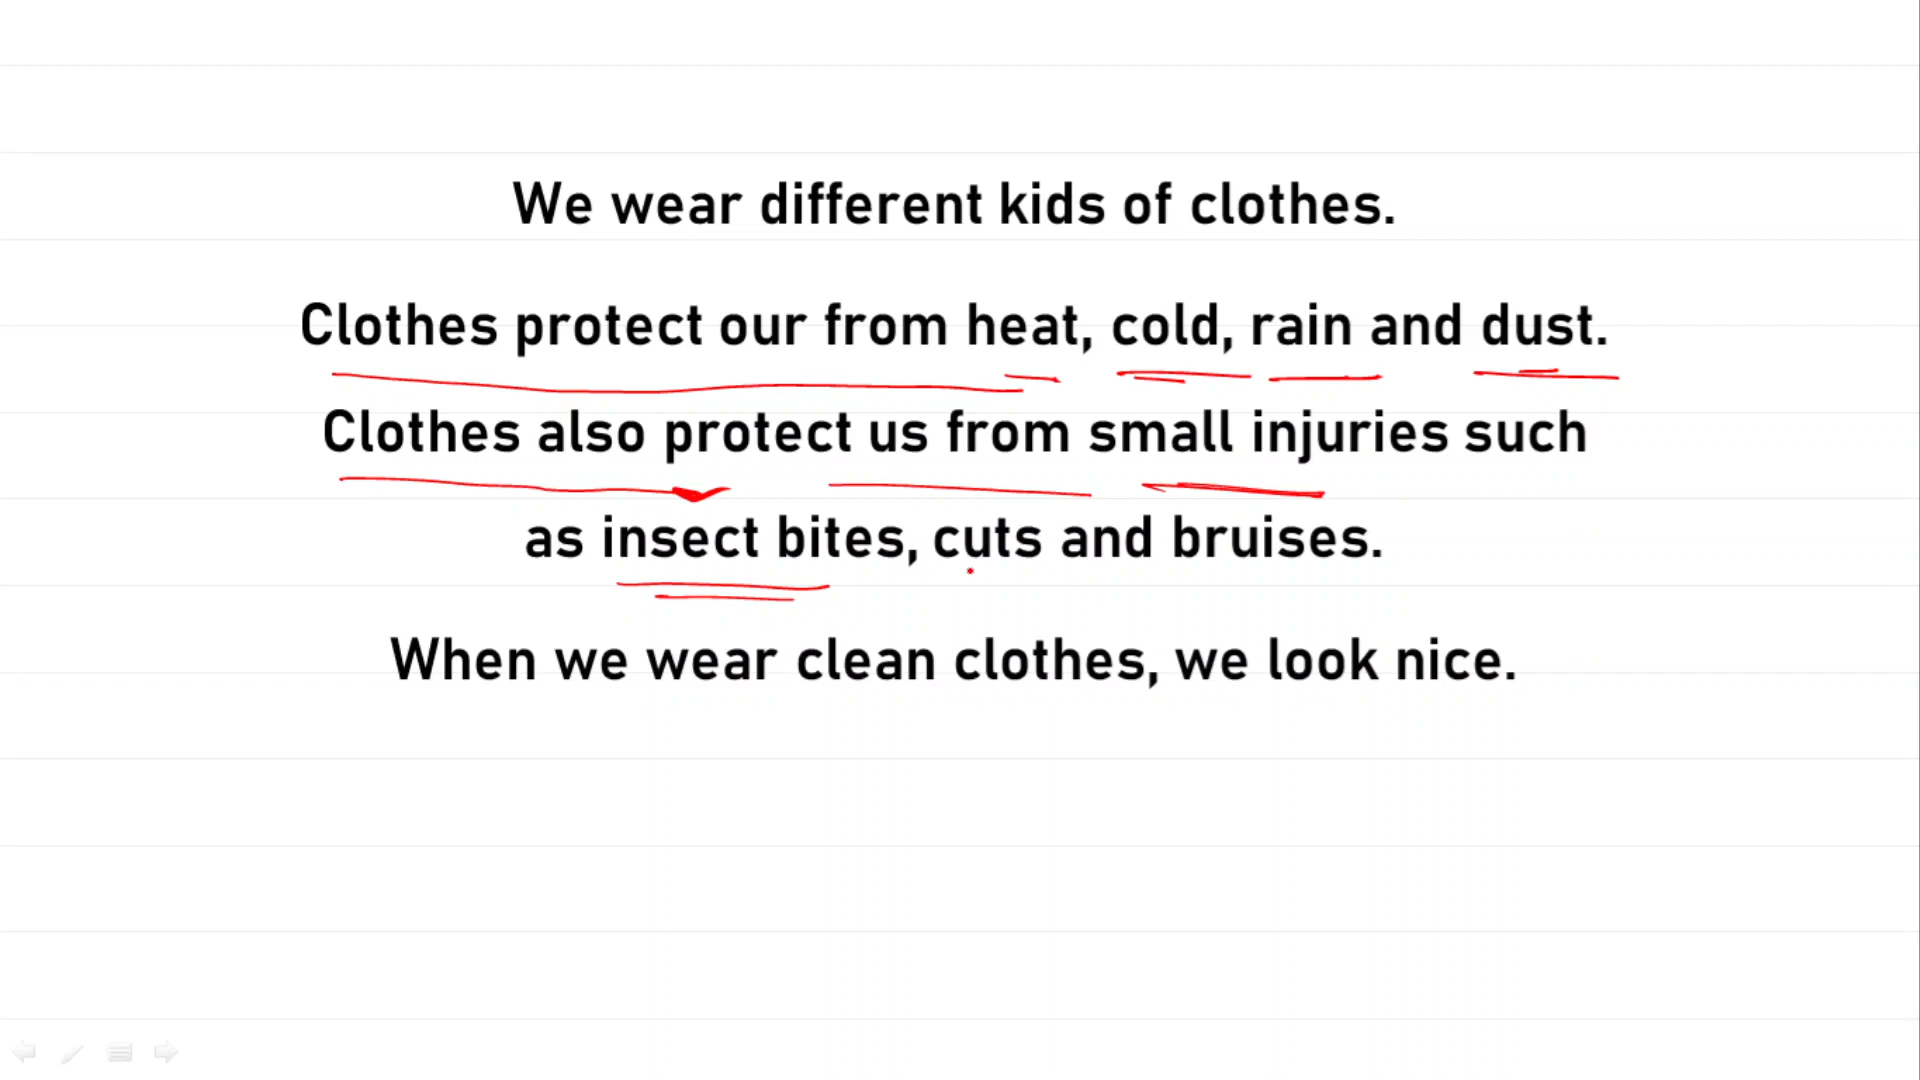 We wear different kids of clothes.
Clothes protect our from heat, cold, rain and dust.
Clothes also protect us from small injuries such
as insect bites, cuts and bruises.
When we wear clean clothes, we look nice.